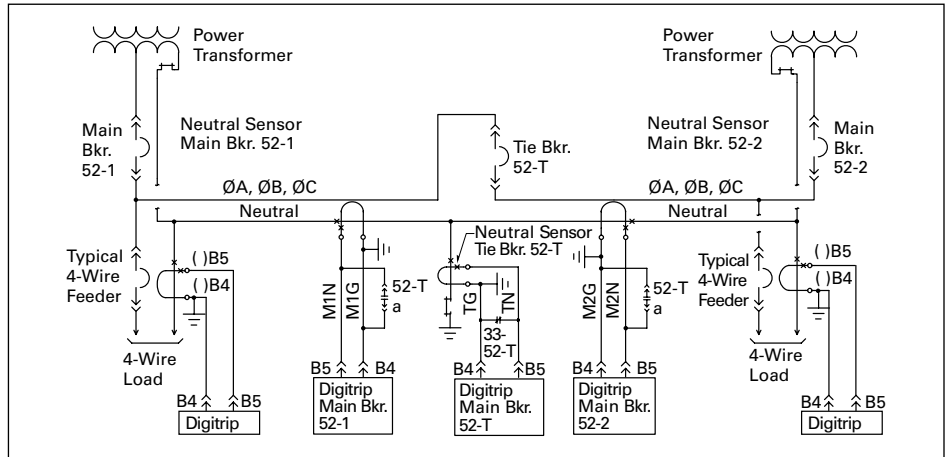 Power
Transformer
Power
Transformer
Main
Bkr.
52-1
Neutral Sensor
Main Bkr. 52-1
Tie Bkr.
52-T
Neutral Sensor
Main Bkr. 52-2
Main
Bkr.
52-2
ØA, ØB, ØC
ØA, ØB, ØC
Neutral
Neutral
Typical
4-Wire
Feeder
( )B5
( )B4
Neutral Sensor
Tie Bkr. 52-T
Typical
4-Wire
Feeder
( )B5
( )B4
M1N
M1G
52-T
a
TG
TN
33-
52-T
M2G
M2N
52-T
a
4-Wire
Load
4-Wire
Load
B5 B4
B4 B5
B4 B5
Digitrip
Main Bkr.
52-1
Digitrip
Main Bkr.
52-T
Digitrip
Main Bkr.
52-2
B4 B5
Digitrip
B4 B5
Digitrip